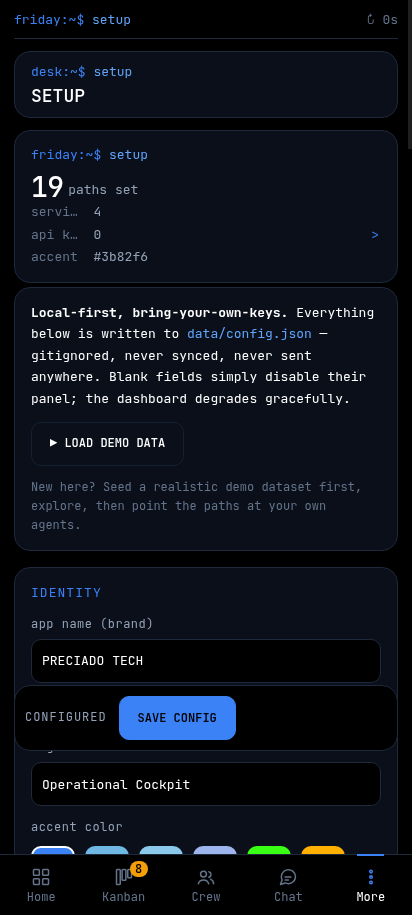 friday:~$ setup
0s
desk:~$ setup
SETUP
friday:~$ setup
19 paths set
servi… 4
api k… 0 >
accent #3b82f6
Local-first, bring-your-own-keys. Everything
below is written to data/config.json —
gitignored, never synced, never sent
anywhere. Blank fields simply disable their
panel; the dashboard degrades gracefully.
▶ LOAD DEMO DATA
New here? Seed a realistic demo dataset first,
explore, then point the paths at your own
agents.
IDENTITY
app name (brand)
PRECIADO TECH
CONFIGURED SAVE CONFIG
Operational Cockpit
accent color
8
Home Kanban Crew Chat More